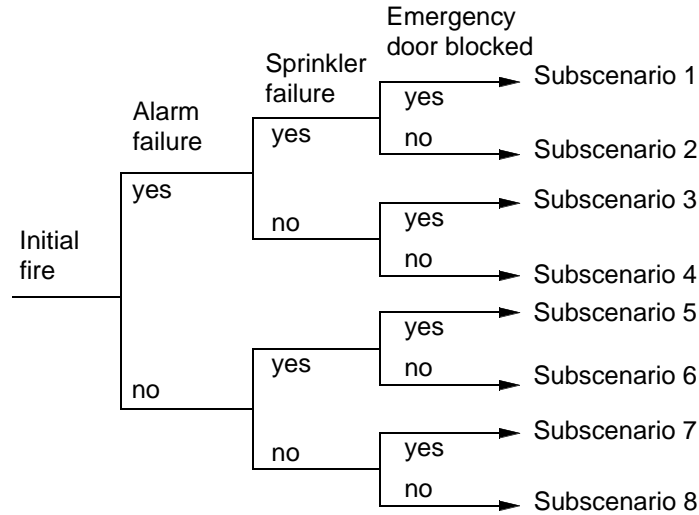 Emergency
door blocked
Sprinkler
failure
Alarm
failure
Initial
fire
yes
no
yes
no
yes
no
yes
no
yes
no
yes
no
yes
no
Subscenario 1
Subscenario 2
Subscenario 3
Subscenario 4
Subscenario 5
Subscenario 6
Subscenario 7
Subscenario 8